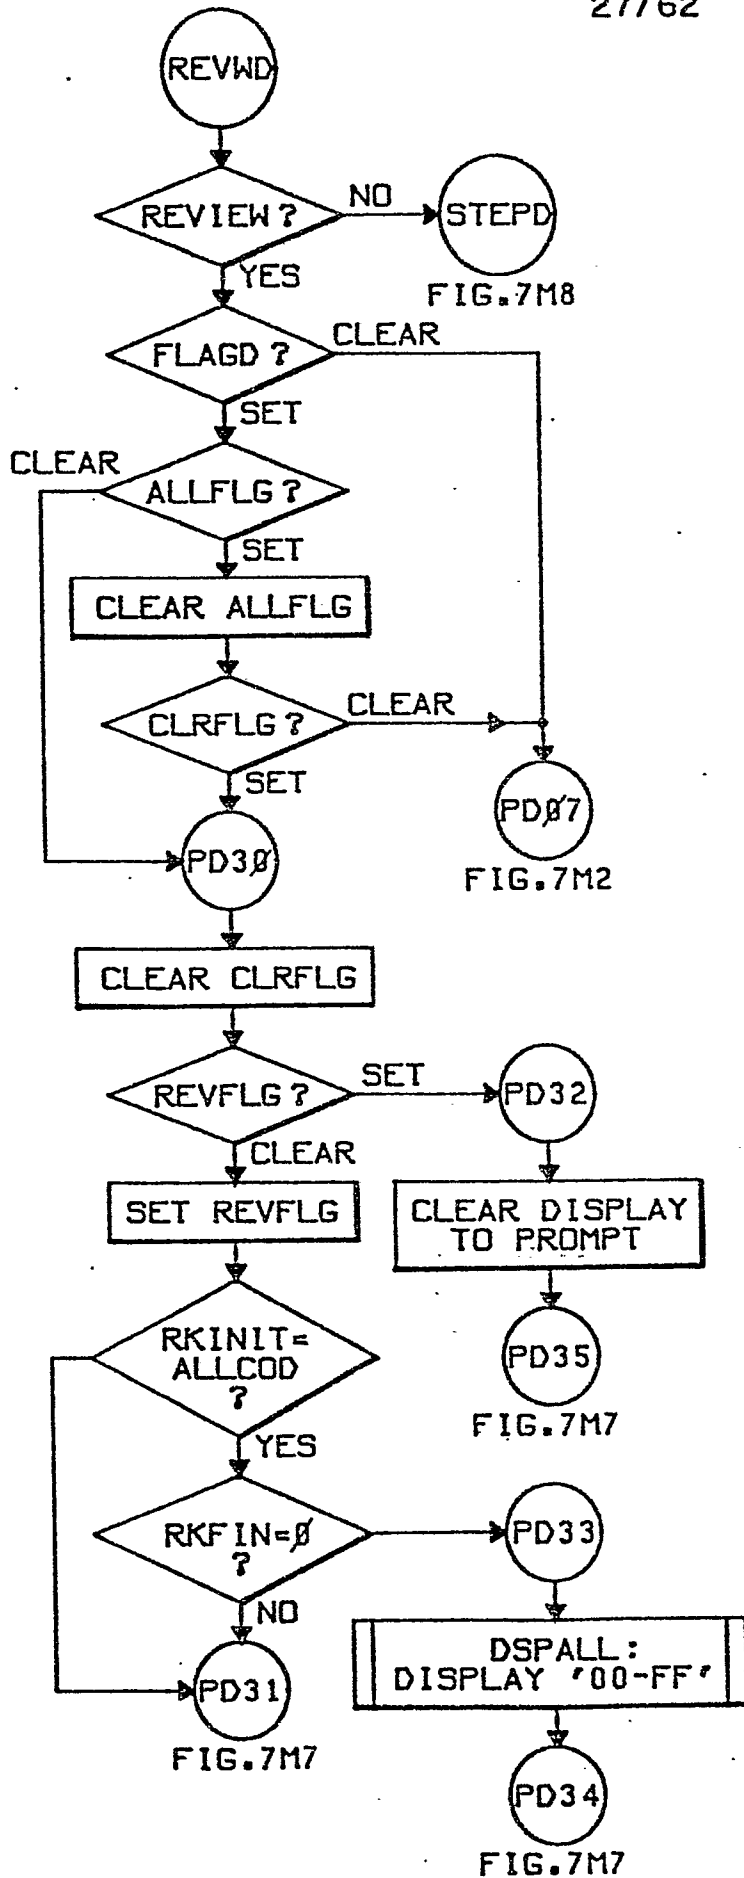 27/62
REVWD
REVIEW?
NO
STEPD
FIG.7M8
YES
FLAGD?
CLEAR
SET
CLEAR
ALLFLG?
SET
CLEAR ALLFLG
CLRFLG?
CLEAR
SET
PD07
FIG.7M2
PD30
CLEAR CLRFLG
REVFLG?
SET
PD32
CLEAR
SET REVFLG
CLEAR DISPLAY
TO PROMPT
PD35
FIG.7M7
RKINIT=
ALLCOD
?
YES
RKFIN=0
?
PD33
NO
PD31
FIG.7M7
DSPALL:
DISPLAY '00-FF'
PD34
FIG.7M7